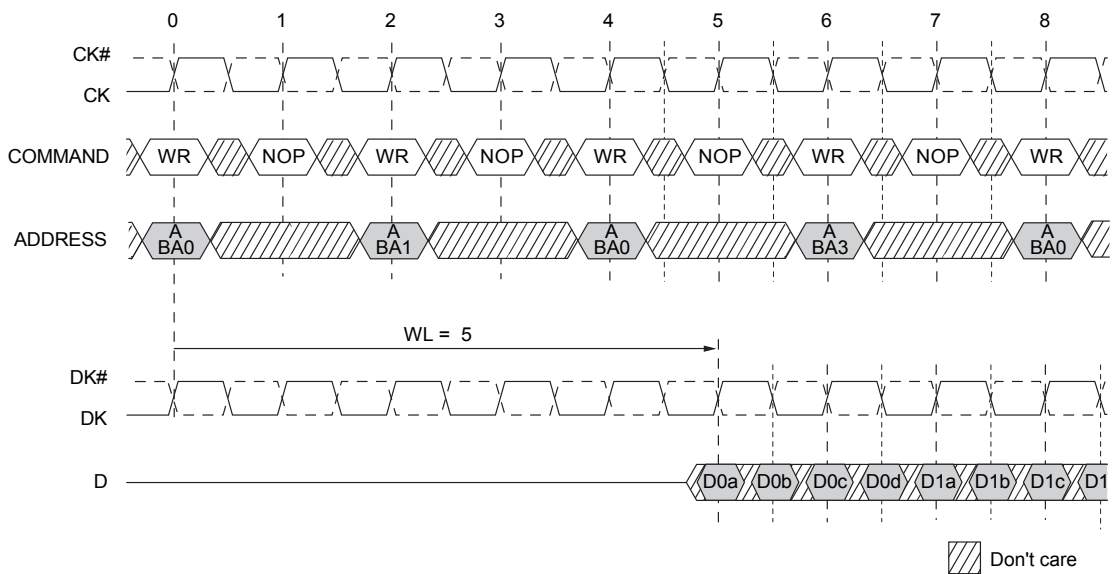 0 1 2 3 4 5 6 7 8
CK#
CK
COMMAND WR NOP WR NOP WR NOP WR NOP WR
ADDRESS A BA0 A BA1 A BA0 A BA3 A BA0
WL = 5
DK#
DK
D D0a D0b D0c D0d D1a D1b D1c D1
Don't care